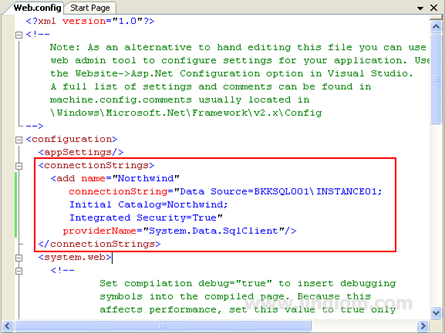 Web.config Start Page
<?xml version="1.0"?>
<!--
Note: As an alternative to hand editing this file you can use
web admin tool to configure settings for your application. Use
the Website->Asp.Net Configuration option in Visual Studio.
A full list of settings and comments can be found in
machine.config.comments usually located in
\Windows\Microsoft.Net\Framework\v2.x\Config
-->
<configuration>
<appSettings/>
<connectionStrings>
<add name="Northwind"
connectionString="Data Source=BKKSQL001\INSTANCE01;
Initial Catalog=Northwind;
Integrated Security=True"
providerName="System.Data.SqlClient"/>
</connectionStrings>
<system.web>
<!--
Set compilation debug="true" to insert debugging
symbols into the compiled page. Because this
affects performance, set this value to true only